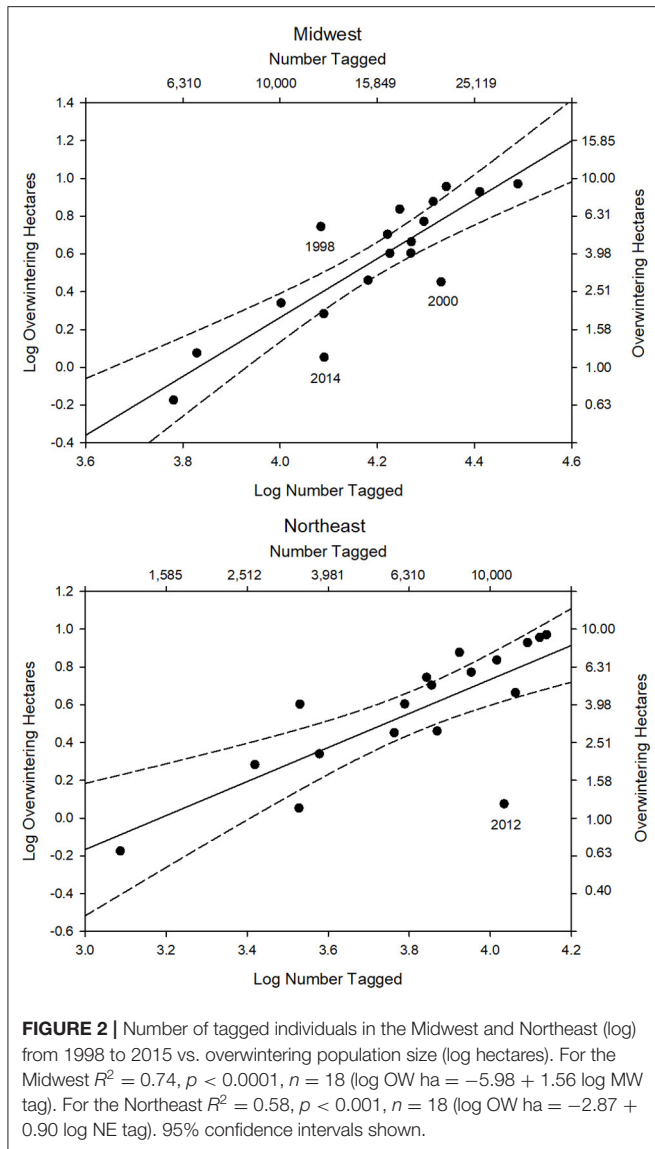 Midwest
Number Tagged
6,310 10,000 15,849 25,119
1.4
1.2
1.0
0.8
0.6
0.4
0.2
0.0
-0.2
-0.4
Log Overwintering Hectares
15.85
10.00
6.31
3.98
2.51
1.58
1.00
0.63
Overwintering Hectares
1998
2000
2014
3.6 3.8 4.0 4.2 4.4 4.6
Log Number Tagged
Northeast
Number Tagged
1,585 2,512 3,981 6,310 10,000
1.2
1.0
0.8
0.6
0.4
0.2
0.0
-0.2
-0.4
-0.6
Log Overwintering Hectares
10.00
6.31
3.98
2.51
1.58
1.00
0.63
0.40
Overwintering Hectares
2012
3.0 3.2 3.4 3.6 3.8 4.0 4.2
Log Number Tagged
FIGURE 2 | Number of tagged individuals in the Midwest and Northeast (log)
from 1998 to 2015 vs. overwintering population size (log hectares). For the
Midwest R² = 0.74, p < 0.0001, n = 18 (log OW ha = −5.98 + 1.56 log MW
tag). For the Northeast R² = 0.58, p < 0.001, n = 18 (log OW ha = −2.87 +
0.90 log NE tag). 95% confidence intervals shown.